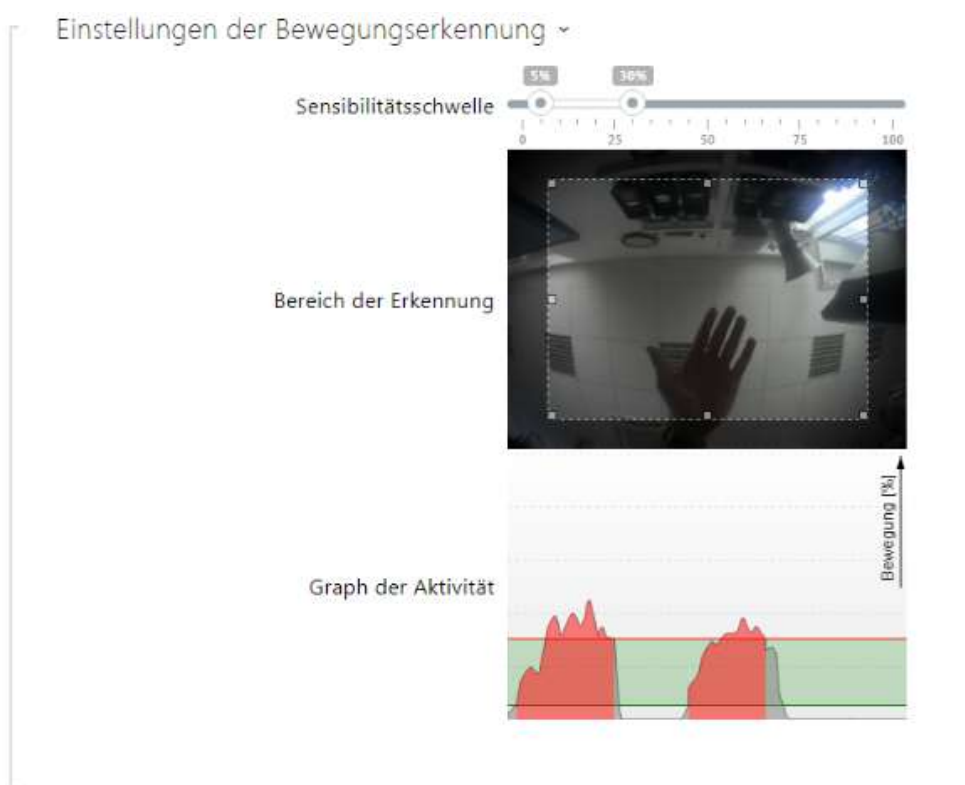 Einstellungen der Bewegungserkennung
5% 30%
Sensibilitätsschwelle
0 25 50 75 100
Bereich der Erkennung
Bewegung [%]
Graph der Aktivität